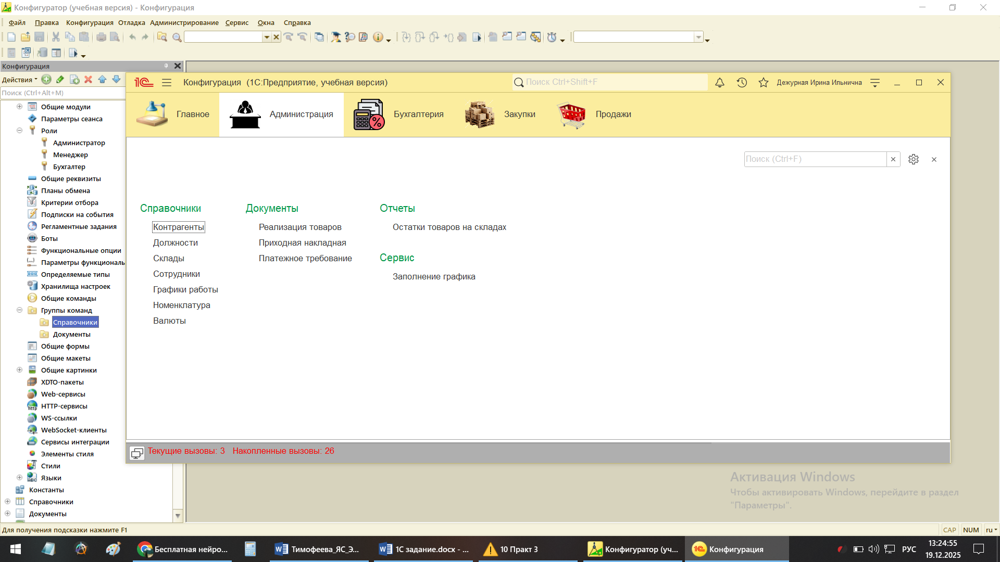 Конфигуратор (учебная версия) - Конфигурация
Файл Правка Конфигурация Отладка Администрирование Сервис Окна Справка
Конфигурация
Действия
Поиск (Ctrl+Alt+M)
Общие модули
Параметры сеанса
Роли
Администратор
Менеджер
Бухгалтер
Общие реквизиты
Планы обмена
Критерии отбора
Подписки на события
Регламентные задания
Боты
Функциональные опции
Параметры функциональ
Определяемые типы
Хранилища настроек
Общие команды
Группы команд
Справочники
Документы
Общие формы
Общие макеты
Общие картинки
XDTO-пакеты
Web-сервисы
HTTP-сервисы
WS-ссылки
WebSocket-клиенты
Сервисы интеграции
Элементы стиля
Стили
Языки
Константы
Справочники
Документы
Конфигурация (1С:Предприятие, учебная версия)
Поиск Ctrl+Shift+F
Дежурная Ирина Ильнична
Главное Администрация Бухгалтерия Закупки Продажи
Поиск (Ctrl+F)
Справочники
Контрагенты
Должности
Склады
Сотрудники
Графики работы
Номенклатура
Валюты
Документы
Реализация товаров
Приходная накладная
Платежное требование
Отчеты
Остатки товаров на складах
Сервис
Заполнение графика
Текущие вызовы: 3 Накопленные вызовы: 26
Активация Windows
Чтобы активировать Windows, перейдите в раздел
"Параметры".
Для получения подсказки нажмите F1
CAP NUM ru
Бесплатная нейро...
Тимофеева_ЯС_Э...
1С задание.docx - ...
10 Практ 3
Конфигуратор (уч...
Конфигурация
РУС
13:24:55
19.12.2025